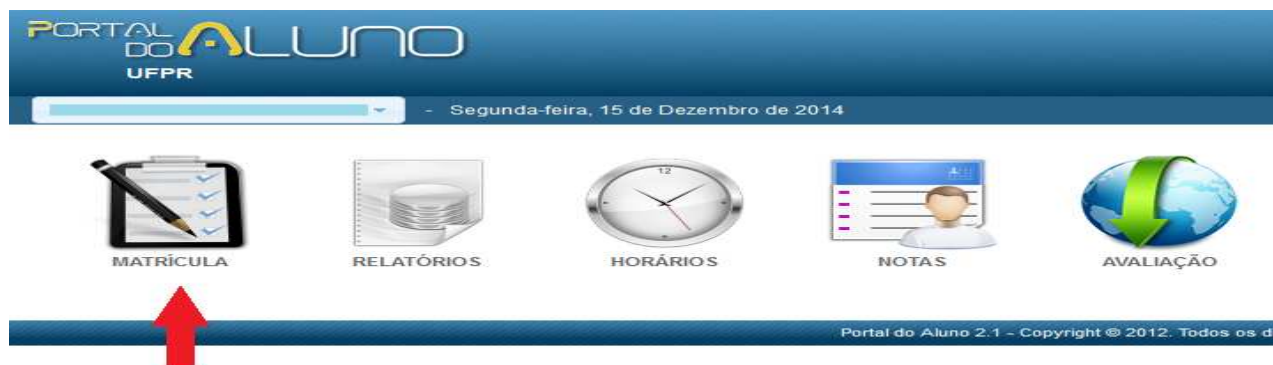 PORTAL
DO ALUNO
UFPR
- Segunda-feira, 15 de Dezembro de 2014
12
MATRÍCULA
RELATÓRIOS
HORÁRIOS
NOTAS
AVALIAÇÃO
Portal do Aluno 2.1 - Copyright © 2012. Todos os d